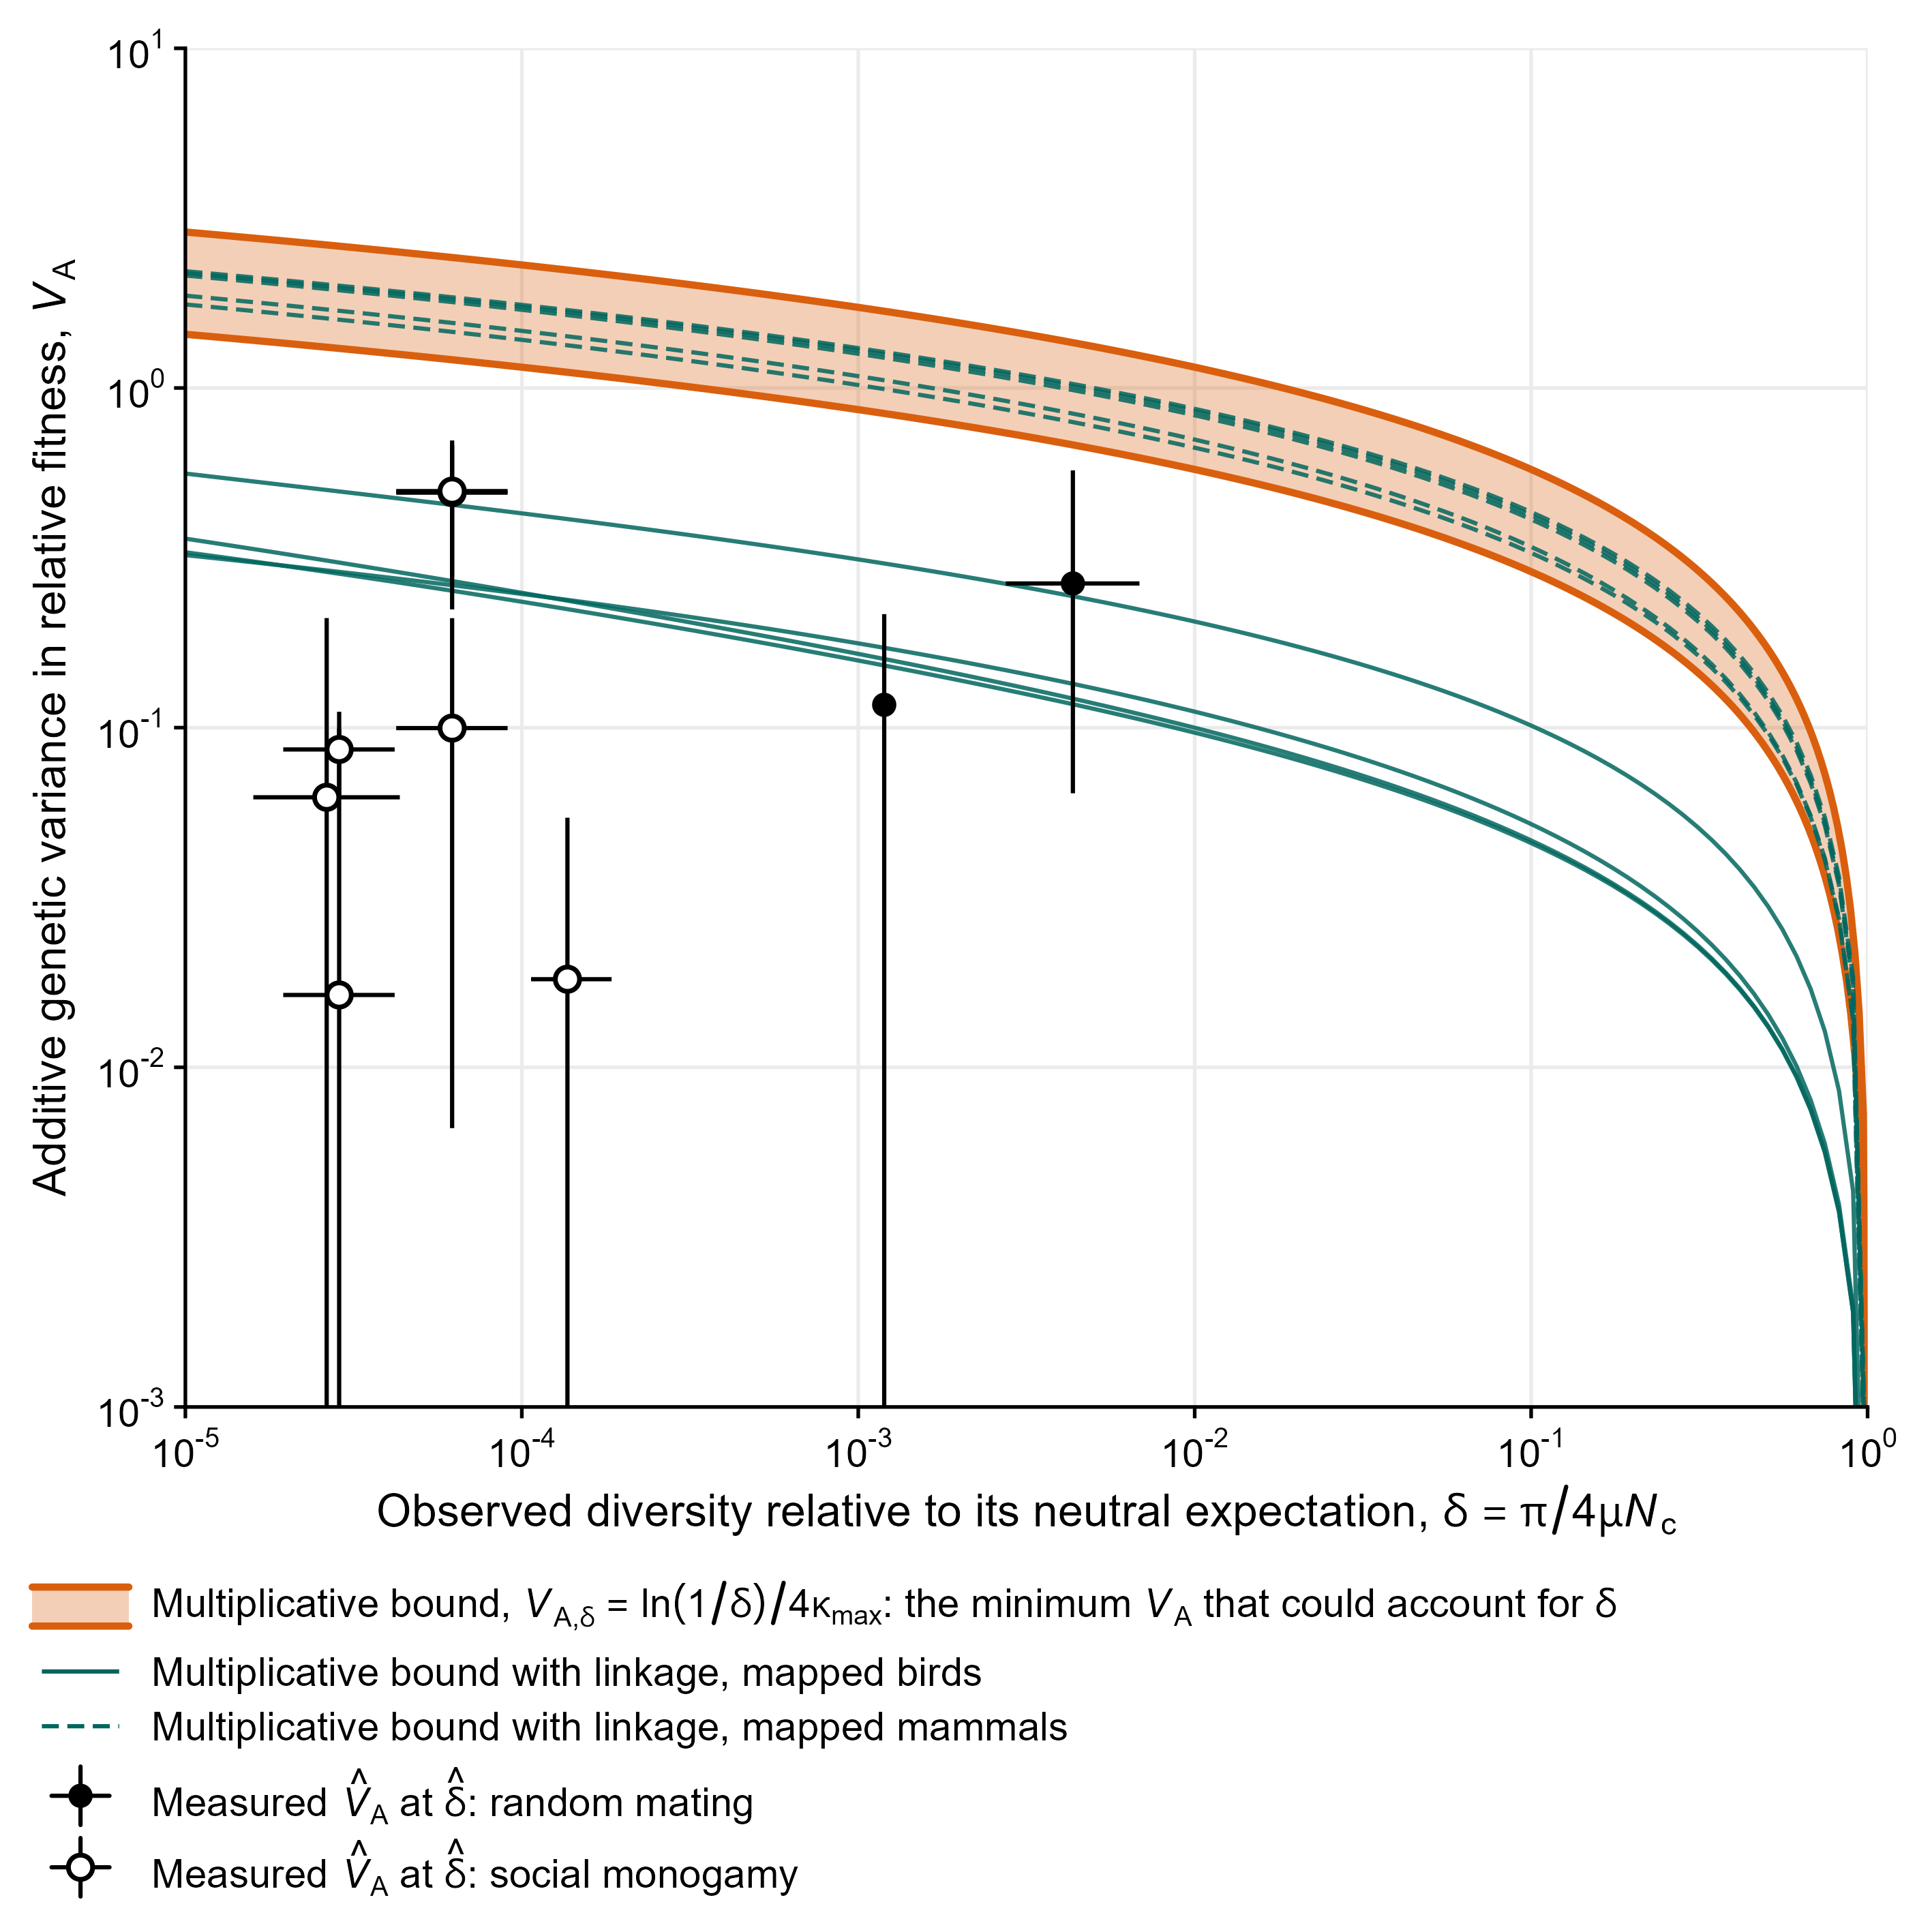 Additive genetic variance in relative fitness, V_A
10^1
10^0
10^-1
10^-2
10^-3
10^-5
10^-4
10^-3
10^-2
10^-1
10^0
Observed diversity relative to its neutral expectation, δ = π/4μN_c
Multiplicative bound, V_A,δ = ln(1/δ)/4κ_max: the minimum V_A that could account for δ
Multiplicative bound with linkage, mapped birds
Multiplicative bound with linkage, mapped mammals
Measured V̂_A at δ̂: random mating
Measured V̂_A at δ̂: social monogamy